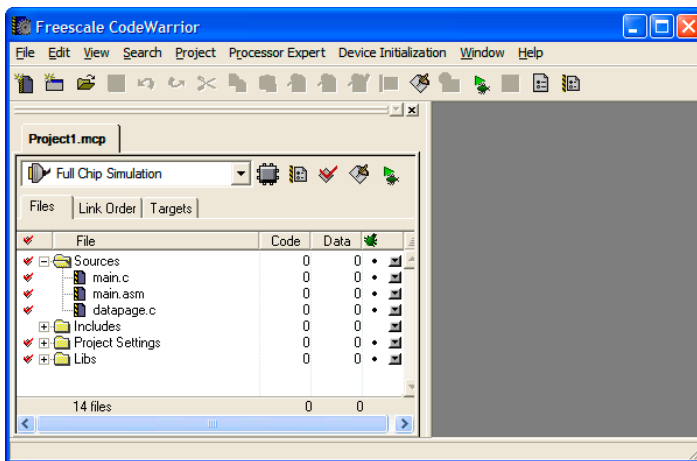 Freescale CodeWarrior
File Edit View Search Project Processor Expert Device Initialization Window Help
Project1.mcp
Full Chip Simulation
Files Link Order Targets
File Code Data
Sources 0 0
main.c 0 0
main.asm 0 0
datapage.c 0 0
Includes 0 0
Project Settings 0 0
Libs 0 0
14 files 0 0